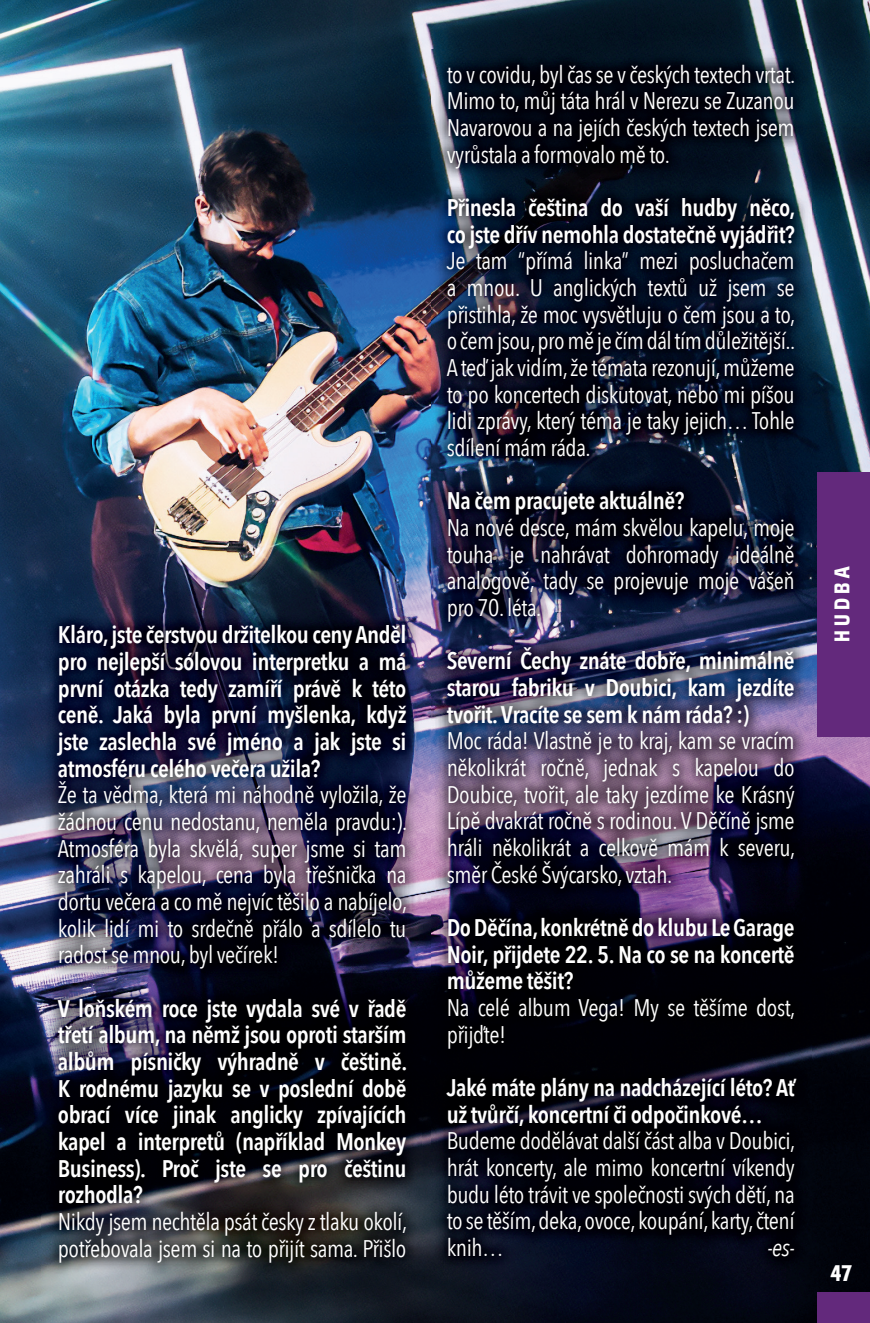 Kláro, jste čerstvou držitelkou ceny Anděl
pro nejlepší sólovou interpretku a má
první otázka tedy zamíří právě k této
ceně. Jaká byla první myšlenka, když
jste zaslechla své jméno a jak jste si
atmosféru celého večera užila?
Že ta vědma, která mi náhodně vyložila, že
žádnou cenu nedostanu, neměla pravdu:).
Atmosféra byla skvělá, super jsme si tam
zahráli s kapelou, cena byla třešnička na
dortu večera a co mě nejvíc těšilo a nabíjelo,
kolik lidí mi to srdečně přálo a sdílelo tu
radost se mnou, byl večírek!
V loňském roce jste vydala své v řadě
třetí album, na němž jsou oproti starším
albům písničky výhradně v češtině.
K rodnému jazyku se v poslední době
obrací více jinak anglicky zpívajících
kapel a interpretů (například Monkey
Business). Proč jste se pro češtinu
rozhodla?
Nikdy jsem nechtěla psát česky z tlaku okolí,
potřebovala jsem si na to přijít sama. Přišlo
to v covidu, byl čas se v českých textech vrtat.
Mimo to, můj táta hrál v Nerezu se Zuzanou
Navarovou a na jejích českých textech jsem
vyrůstala a formovalo mě to.
Přinesla čeština do vaší hudby něco,
co jste dřív nemohla dostatečně vyjádřit?
Je tam “přímá linka” mezi posluchačem
a mnou. U anglických textů už jsem se
přistihla, že moc vysvětluju o čem jsou a to,
o čem jsou, pro mě je čím dál tím důležitější..
A teď jak vidím, že témata rezonují, můžeme
to po koncertech diskutovat, nebo mi píšou
lidi zprávy, který téma je taky jejich… Tohle
sdílení mám ráda.
Na čem pracujete aktuálně?
Na nové desce, mám skvělou kapelu, moje
touha je nahrávat dohromady ideálně
analogově, tady se projevuje moje vášeň
pro 70. léta.
Severní Čechy znáte dobře, minimálně
starou fabriku v Doubici, kam jezdíte
tvořit. Vracíte se sem k nám ráda? :)
Moc ráda! Vlastně je to kraj, kam se vracím
několikrát ročně, jednak s kapelou do
Doubice, tvořit, ale taky jezdíme ke Krásný
Lípě dvakrát ročně s rodinou. V Děčíně jsme
hráli několikrát a celkově mám k severu,
směr České Švýcarsko, vztah.
Do Děčína, konkrétně do klubu Le Garage
Noir, přijdete 22. 5. Na co se na koncertě
můžeme těšit?
Na celé album Vega! My se těšíme dost,
přijďte!
Jaké máte plány na nadcházející léto? Ať
už tvůrčí, koncertní či odpočinkové…
Budeme dodělávat další část alba v Doubici,
hrát koncerty, ale mimo koncertní víkendy
budu léto trávit ve společnosti svých dětí, na
to se těším, deka, ovoce, koupání, karty, čtení
knih… -es-
HUDBA
47